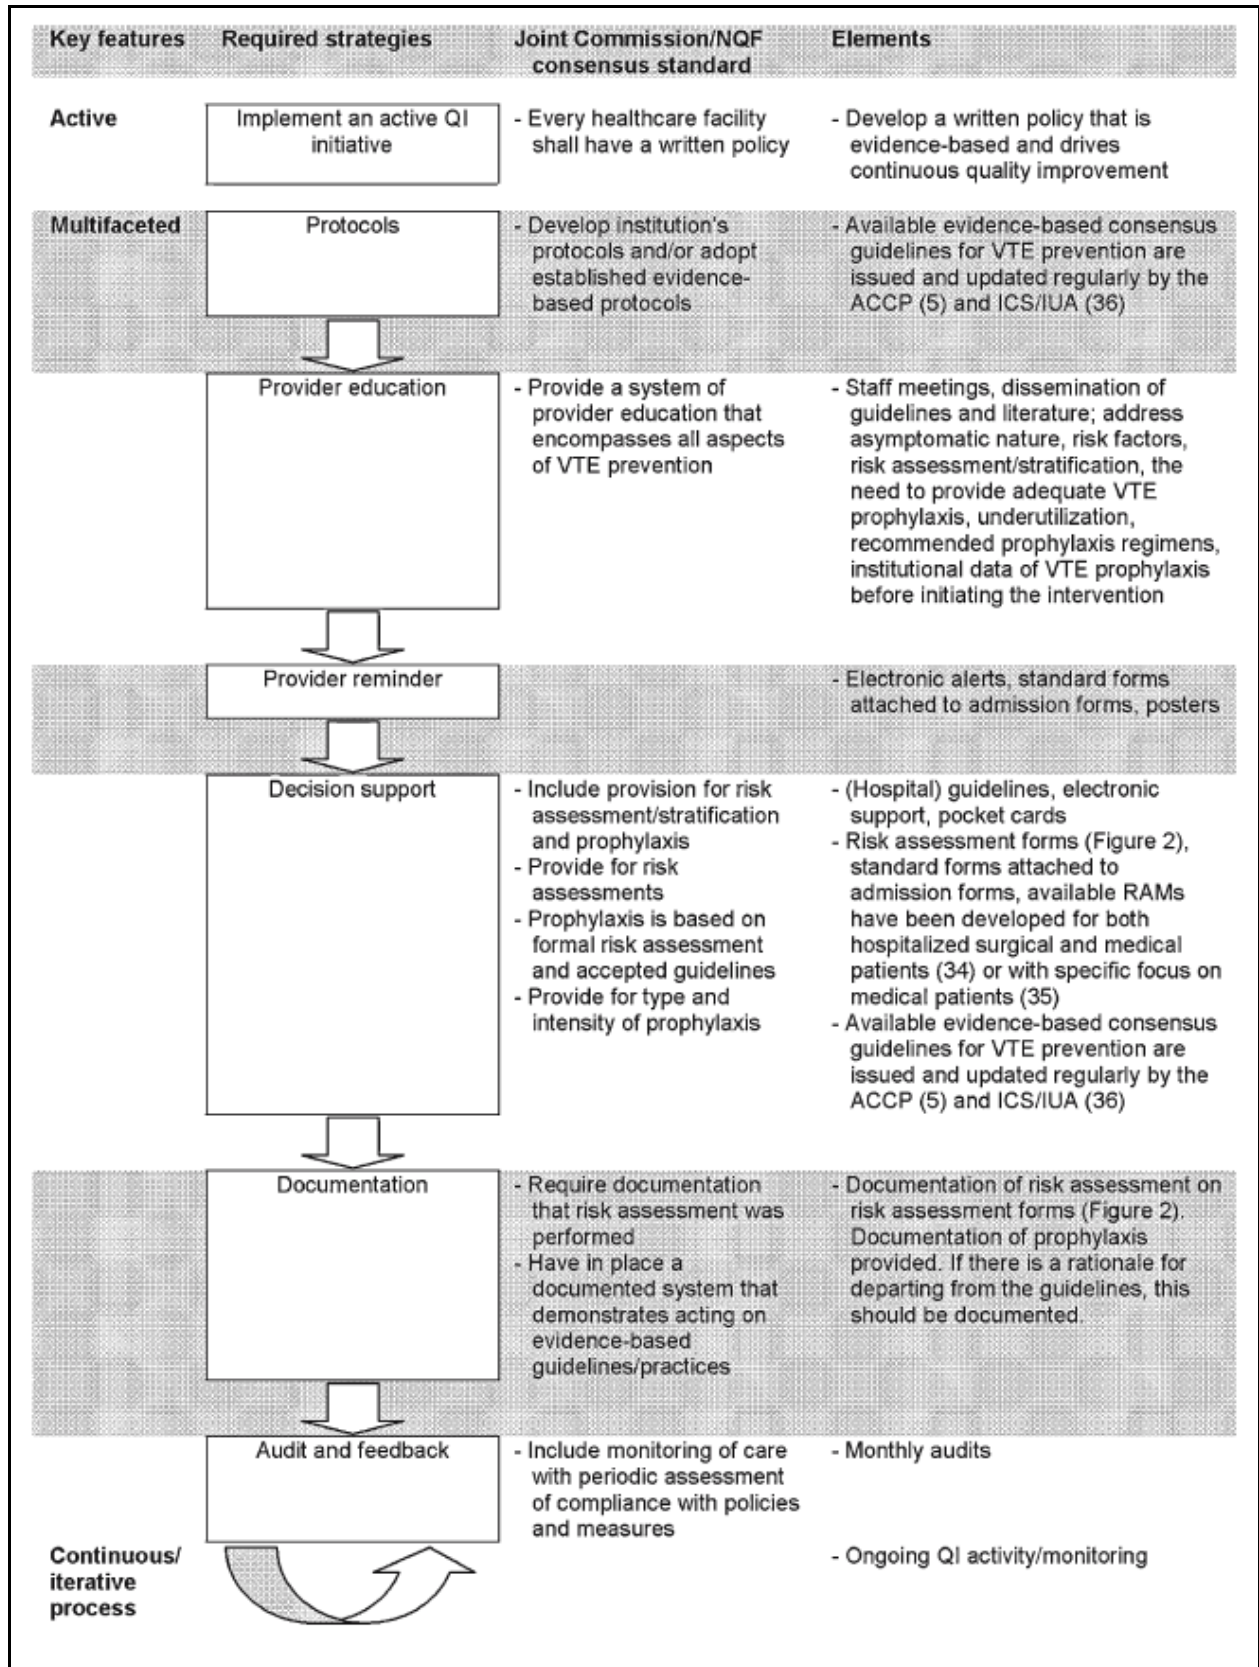 Key features
Required strategies
Joint Commission/NQF
consensus standard
Elements
Active
Implement an active QI
initiative
- Every healthcare facility
shall have a written policy
- Develop a written policy that is
evidence-based and drives
continuous quality improvement
Multifaceted
Protocols
- Develop institution's
protocols and/or adopt
established evidence-
based protocols
- Available evidence-based consensus
guidelines for VTE prevention are
issued and updated regularly by the
ACCP (5) and ICS/IUA (36)
Provider education
- Provide a system of
provider education that
encompasses all aspects
of VTE prevention
- Staff meetings, dissemination of
guidelines and literature; address
asymptomatic nature, risk factors,
risk assessment/stratification, the
need to provide adequate VTE
prophylaxis, underutilization,
recommended prophylaxis regimens,
institutional data of VTE prophylaxis
before initiating the intervention
Provider reminder
- Electronic alerts, standard forms
attached to admission forms, posters
Decision support
- Include provision for risk
assessment/stratification
and prophylaxis
- Provide for risk
assessments
- Prophylaxis is based on
formal risk assessment
and accepted guidelines
- Provide for type and
intensity of prophylaxis
- (Hospital) guidelines, electronic
support, pocket cards
- Risk assessment forms (Figure 2),
standard forms attached to
admission forms, available RAMs
have been developed for both
hospitalized surgical and medical
patients (34) or with specific focus on
medical patients (35)
- Available evidence-based consensus
guidelines for VTE prevention are
issued and updated regularly by the
ACCP (5) and ICS/IUA (36)
Documentation
- Require documentation
that risk assessment was
performed
- Have in place a
documented system that
demonstrates acting on
evidence-based
guidelines/practices
- Documentation of risk assessment on
risk assessment forms (Figure 2).
Documentation of prophylaxis
provided. If there is a rationale for
departing from the guidelines, this
should be documented.
Audit and feedback
- Include monitoring of care
with periodic assessment
of compliance with policies
and measures
- Monthly audits
Continuous/
iterative
process
- Ongoing QI activity/monitoring